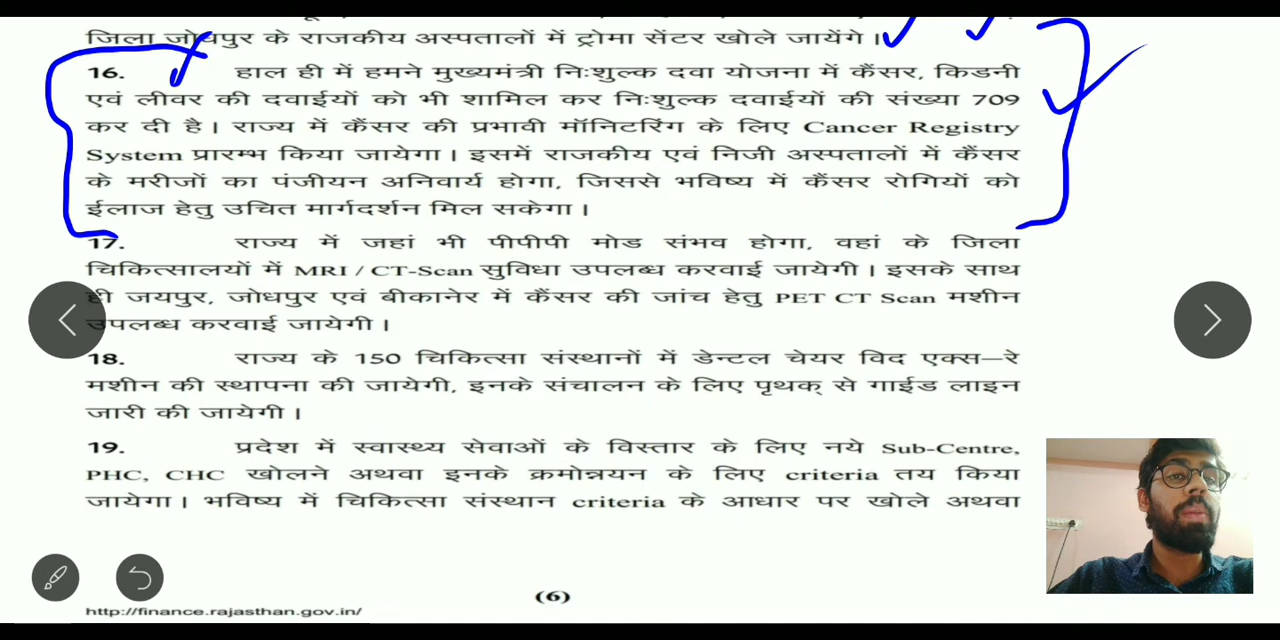 जिला जोधपुर के राजकीय अस्पतालों में ट्रोमा सेंटर खोले जायेंगे।
16. हाल ही में हमने मुख्यमंत्री निःशुल्क दवा योजना में कैंसर, किडनी
एवं लीवर की दवाईयों को भी शामिल कर निःशुल्क दवाईयों की संख्या 709
कर दी है। राज्य में कैंसर की प्रभावी मॉनिटरिंग के लिए Cancer Registry
System प्रारम्भ किया जायेगा। इसमें राजकीय एवं निजी अस्पतालों में कैंसर
के मरीजों का पंजीयन अनिवार्य होगा, जिससे भविष्य में कैंसर रोगियों को
ईलाज हेतु उचित मार्गदर्शन मिल सकेगा।
17. राज्य में जहां भी पीपीपी मोड संभव होगा, वहां के जिला
चिकित्सालयों में MRI / CT-Scan सुविधा उपलब्ध करवाई जायेगी। इसके साथ
ही जयपुर, जोधपुर एवं बीकानेर में कैंसर की जांच हेतु PET CT Scan मशीन
उपलब्ध करवाई जायेगी।
18. राज्य के 150 चिकित्सा संस्थानों में डेन्टल चेयर विद एक्स–रे
मशीन की स्थापना की जायेगी, इनके संचालन के लिए पृथक् से गाईड लाइन
जारी की जायेगी।
19. प्रदेश में स्वास्थ्य सेवाओं के विस्तार के लिए नये Sub-Centre,
PHC, CHC खोलने अथवा इनके क्रमोन्नयन के लिए criteria तय किया
जायेगा। भविष्य में चिकित्सा संस्थान criteria के आधार पर खोले अथवा
(6)
http://finance.rajasthan.gov.in/